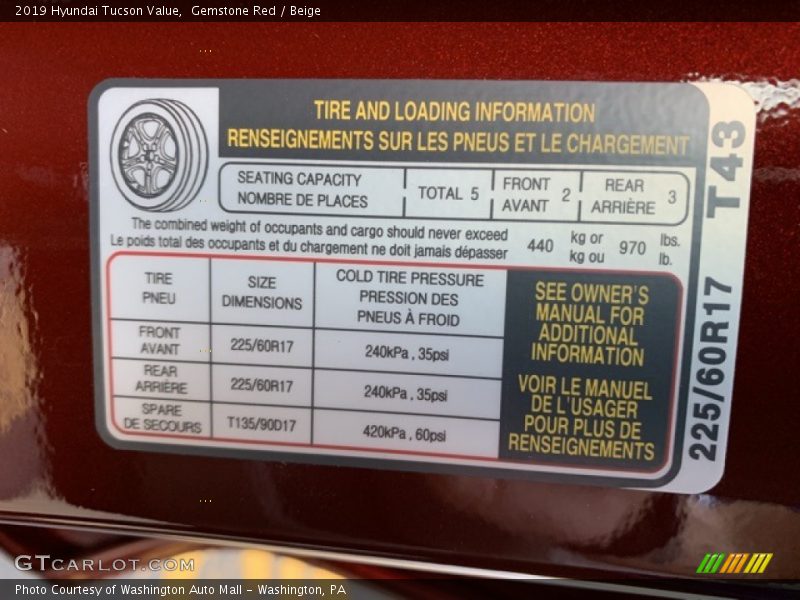 2019 Hyundai Tucson Value,  Gemstone Red / Beige
TIRE AND LOADING INFORMATION
RENSEIGNEMENTS SUR LES PNEUS ET LE CHARGEMENT
SEATING CAPACITY
NOMBRE DE PLACES
TOTAL 5
FRONT
AVANT
2
REAR
ARRIÈRE
3
The combined weight of occupants and cargo should never exceed
Le poids total des occupants et du chargement ne doit jamais dépasser
440
kg or
kg ou
970
lbs.
lb.
TIRE
PNEU
SIZE
DIMENSIONS
COLD TIRE PRESSURE
PRESSION DES
PNEUS À FROID
FRONT
AVANT
225/60R17
240kPa , 35psi
REAR
ARRIÈRE
225/60R17
240kPa , 35psi
SPARE
DE SECOURS
T135/90D17
420kPa , 60psi
SEE OWNER'S
MANUAL FOR
ADDITIONAL
INFORMATION
VOIR LE MANUEL
DE L'USAGER
POUR PLUS DE
RENSEIGNEMENTS
225/60R17 T43
GTCARLOT.COM
Photo Courtesy of Washington Auto Mall - Washington, PA